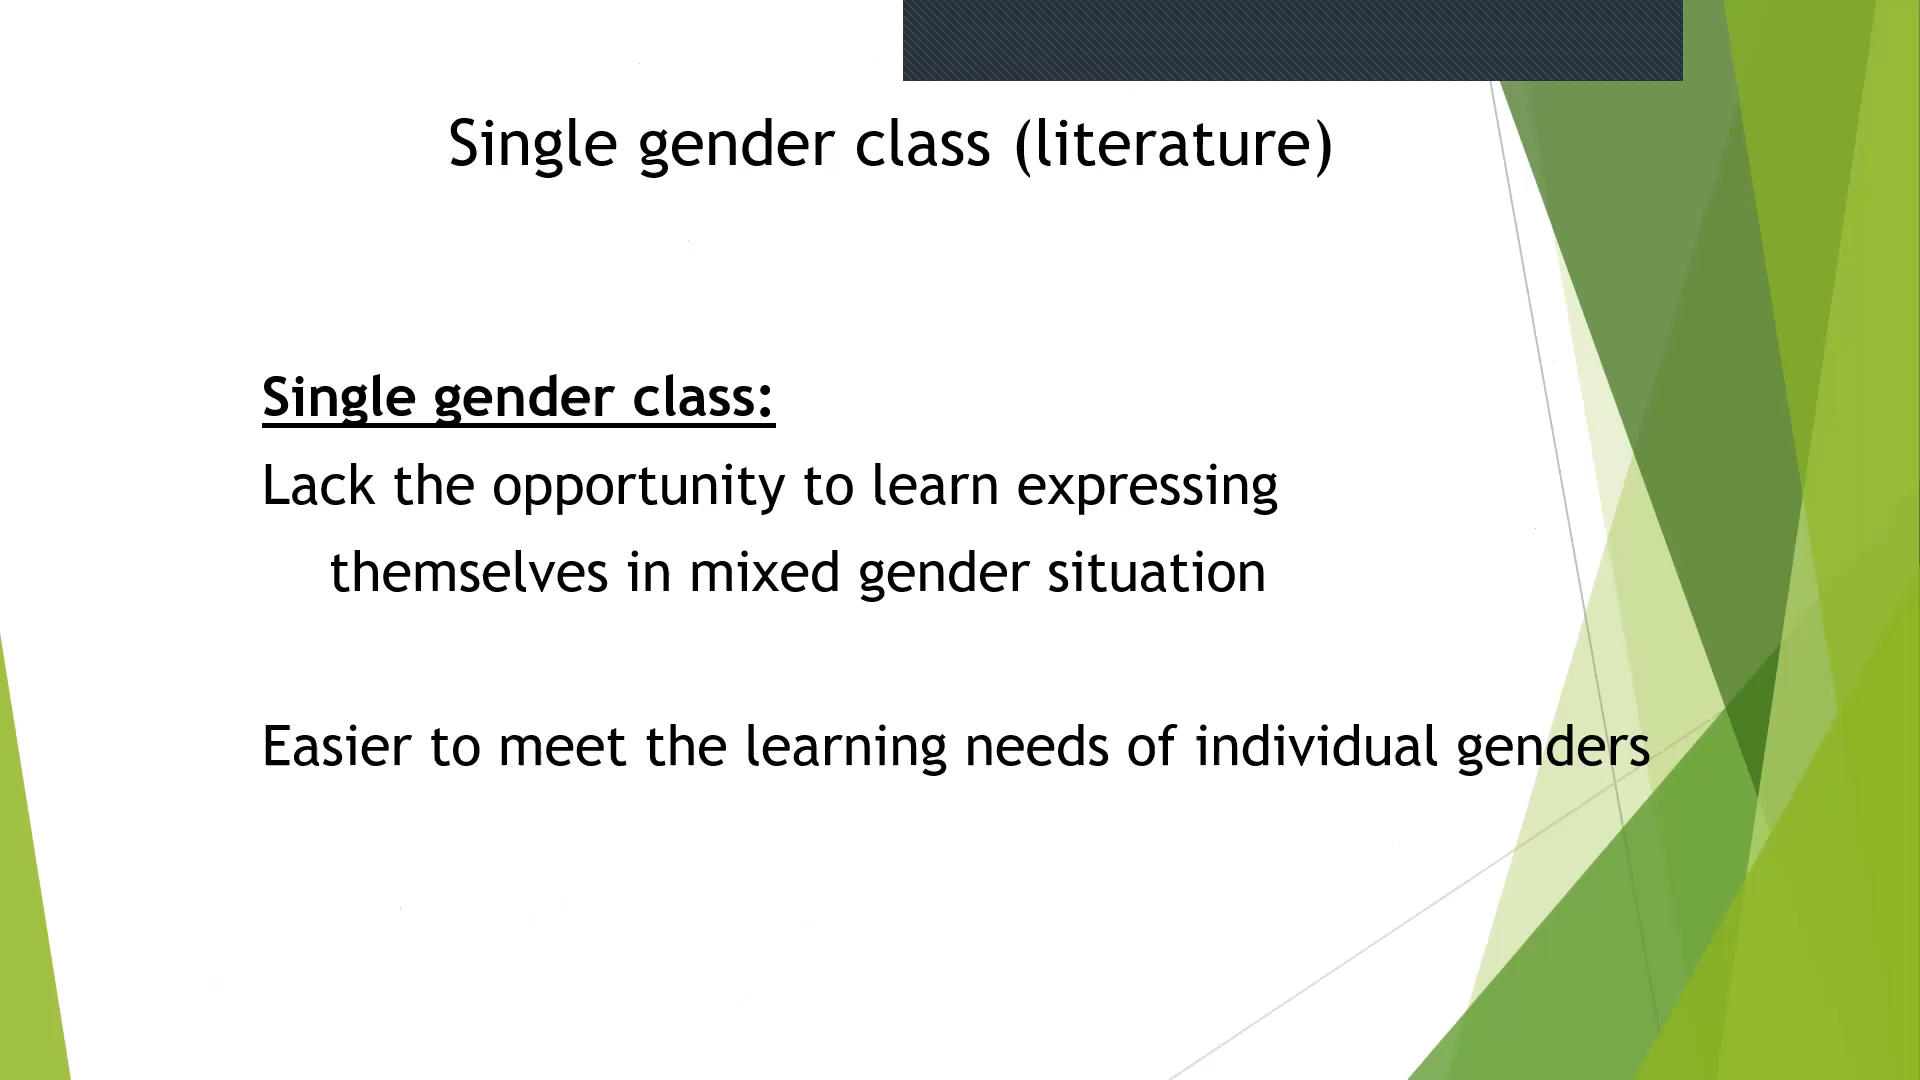 Single gender class (literature)
Single gender class:
Lack the opportunity to learn expressing
themselves in mixed gender situation
Easier to meet the learning needs of individual genders